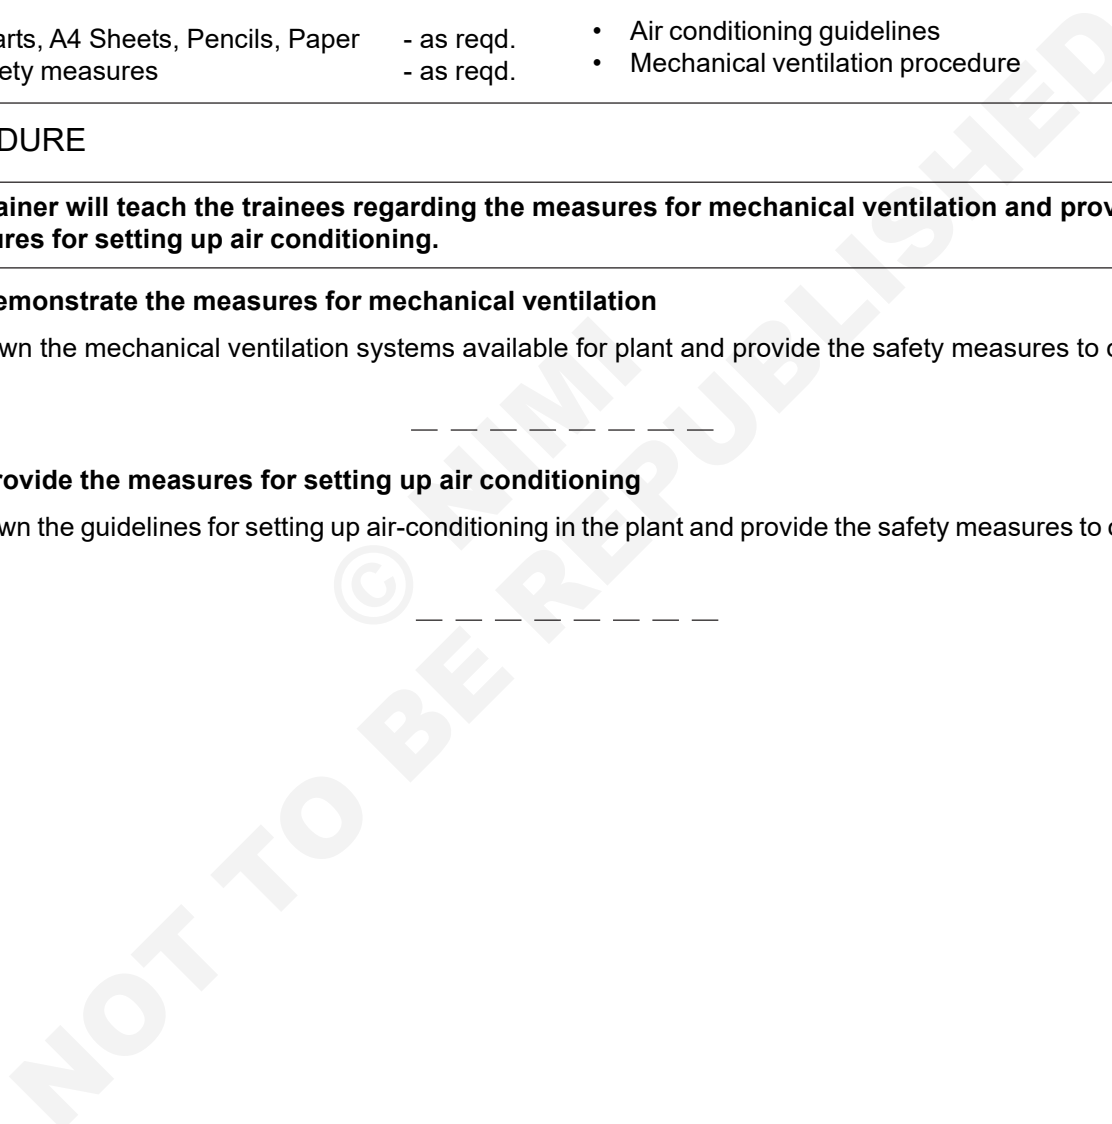 arts, A4 Sheets, Pencils, Paper - as reqd.
ety measures - as reqd.
• Air conditioning guidelines
• Mechanical ventilation procedure
DURE
ainer will teach the trainees regarding the measures for mechanical ventilation and prov
ures for setting up air conditioning.
emonstrate the measures for mechanical ventilation
wn the mechanical ventilation systems available for plant and provide the safety measures to
rovide the measures for setting up air conditioning
wn the guidelines for setting up air-conditioning in the plant and provide the safety measures to
© NIMI
NOT TO BE REPUBLISHED